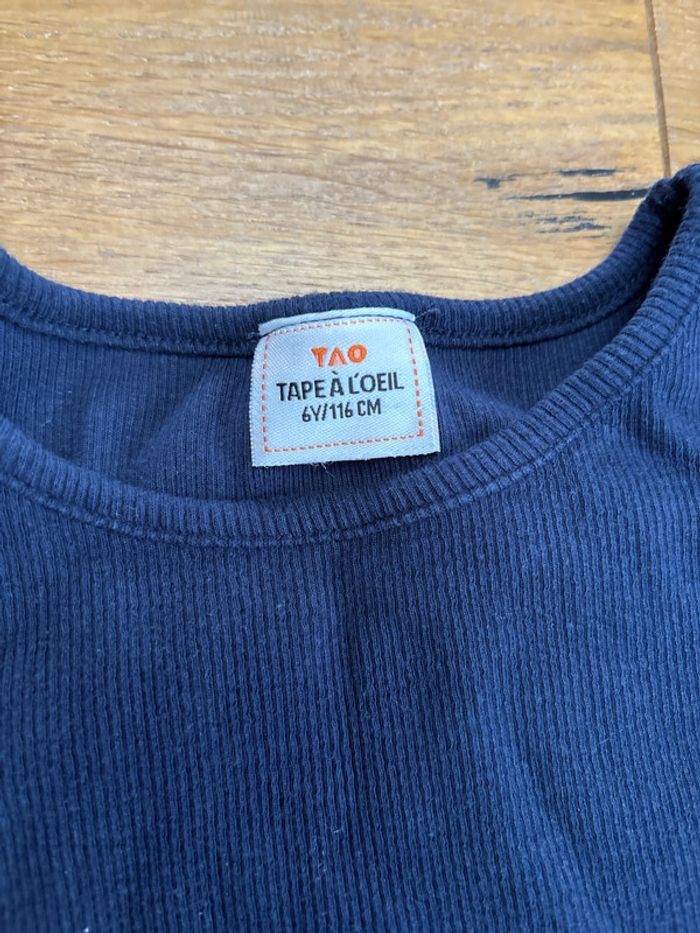 TAO
TAPE À L'OEIL
6Y/116 CM